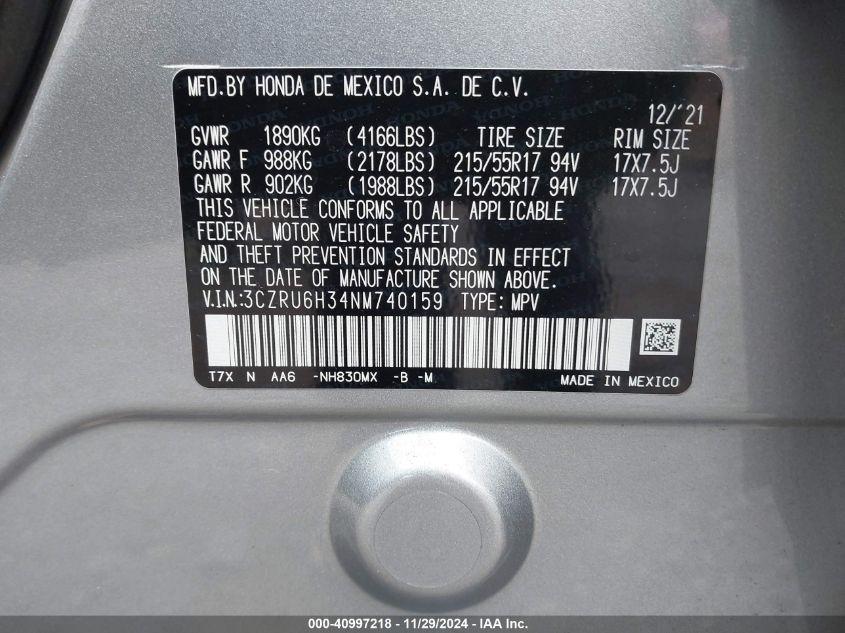 MFD.BY HONDA DE MEXICO S.A. DE C.V.
12/'21
GVWR 1890KG (4166LBS) TIRE SIZE RIM SIZE
GAWR F 988KG (2178LBS) 215/55R17 94V 17X7.5J
GAWR R 902KG (1988LBS) 215/55R17 94V 17X7.5J
THIS VEHICLE CONFORMS TO ALL APPLICABLE
FEDERAL MOTOR VEHICLE SAFETY
AND THEFT PREVENTION STANDARDS IN EFFECT
ON THE DATE OF MANUFACTURE SHOWN ABOVE.
V.I.N:3CZRU6H34NM740159 TYPE: MPV
T7X N AA6 -NH830MX -B -M
MADE IN MEXICO
000-40997218 - 11/29/2024 - IAA Inc.